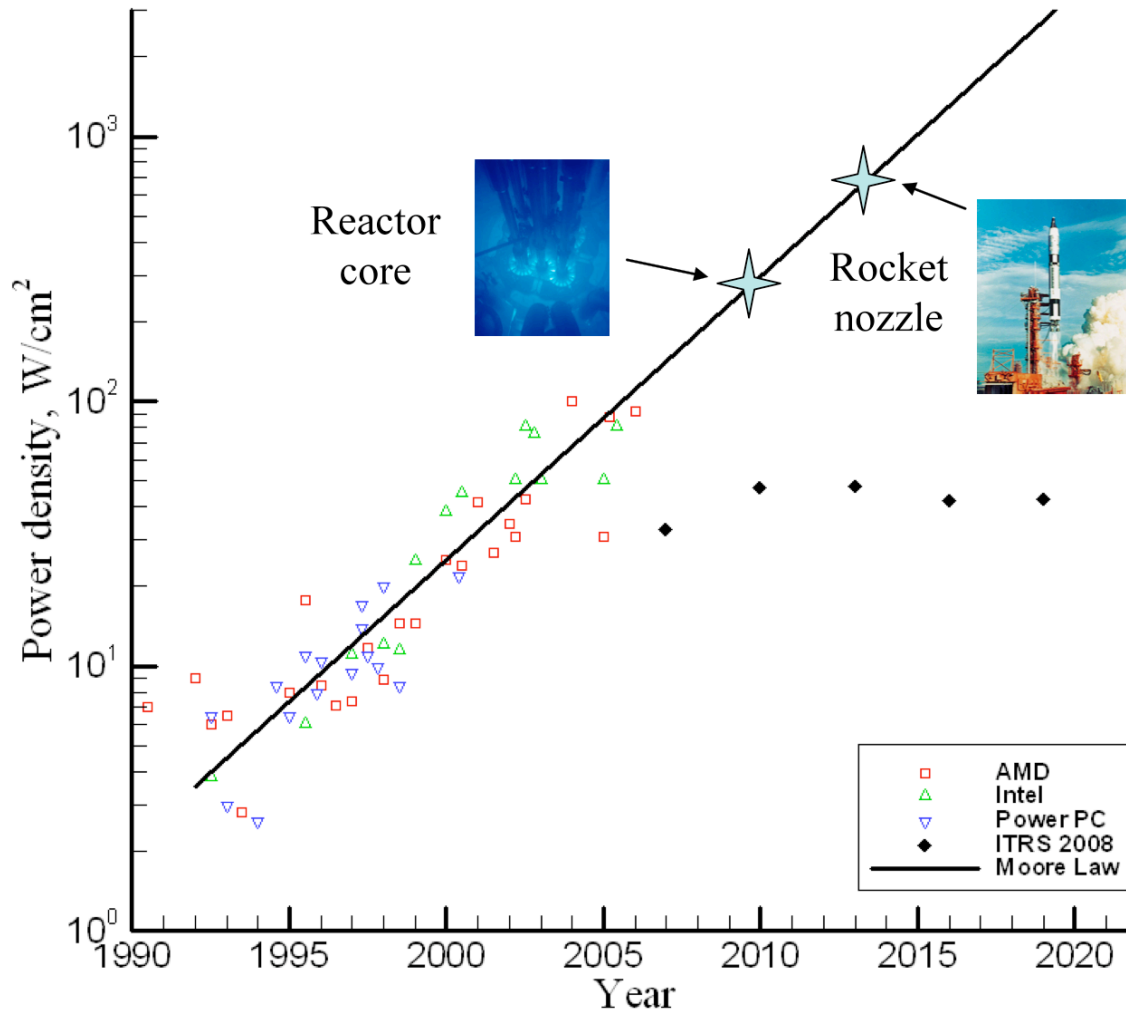 10³
10²
10¹
10⁰
Power density, W/cm²
Reactor
core
Rocket
nozzle
AMD
Intel
Power PC
ITRS 2008
Moore Law
1990 1995 2000 2005 2010 2015 2020
Year